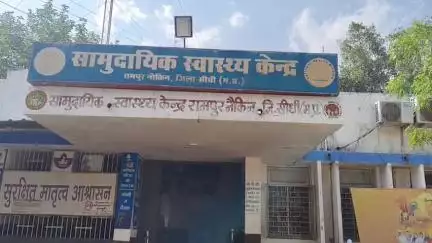 सामुदायिक स्वास्थ्य केन्द्र
रामपुर नैकिन, जिला सीधी (म.प्र.)
सामुदायिक स्वास्थ्य केन्द्र रामपुर नैकिन, जि. सीधी म.प्र.
सुरक्षित मातृत्व आश्वासन